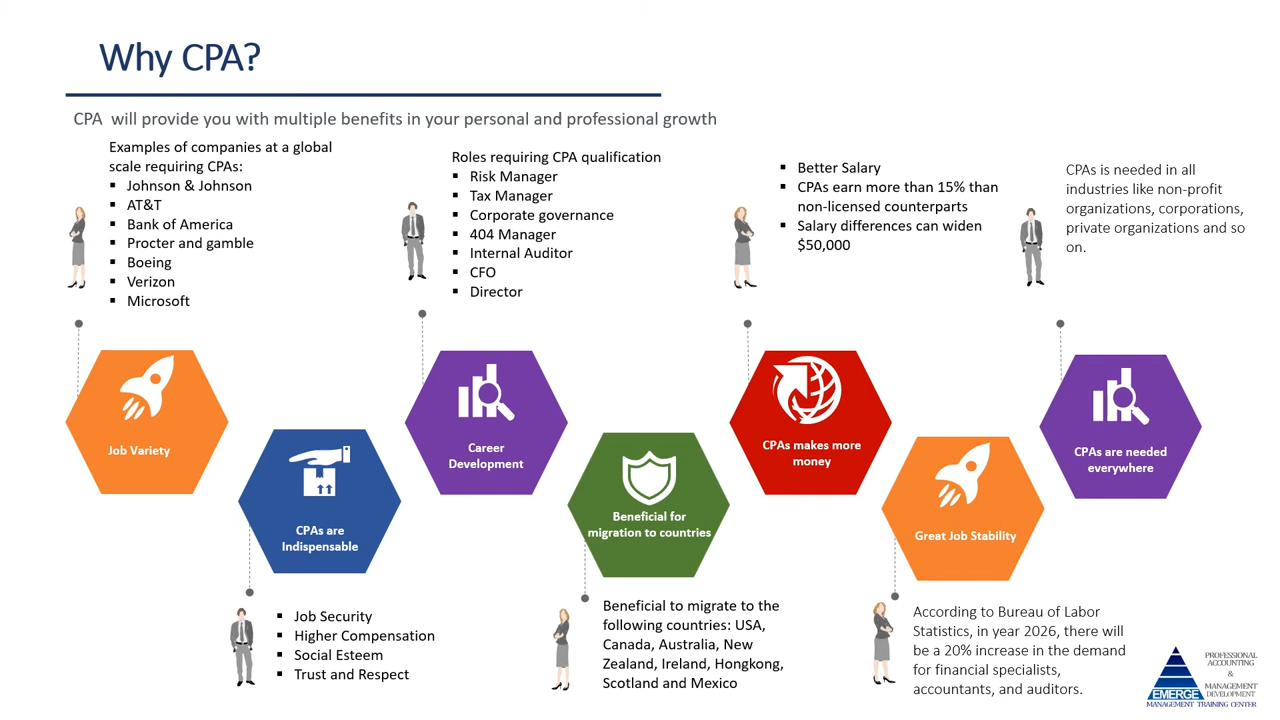 Why CPA?
CPA will provide you with multiple benefits in your personal and professional growth
Examples of companies at a global
scale requiring CPAs:
▪ Johnson & Johnson
▪ AT&T
▪ Bank of America
▪ Procter and gamble
▪ Boeing
▪ Verizon
▪ Microsoft
Roles requiring CPA qualification
▪ Risk Manager
▪ Tax Manager
▪ Corporate governance
▪ 404 Manager
▪ Internal Auditor
▪ CFO
▪ Director
▪ Better Salary
▪ CPAs earn more than 15% than
non-licensed counterparts
▪ Salary differences can widen
$50,000
CPAs is needed in all
industries like non-profit
organizations, corporations,
private organizations and so
on.
Job Variety
CPAs are
Indispensable
Career
Development
Beneficial for
migration to countries
CPAs makes more
money
Great Job Stability
CPAs are needed
everywhere
▪ Job Security
▪ Higher Compensation
▪ Social Esteem
▪ Trust and Respect
Beneficial to migrate to the
following countries: USA,
Canada, Australia, New
Zealand, Ireland, Hongkong,
Scotland and Mexico
According to Bureau of Labor
Statistics, in year 2026, there will
be a 20% increase in the demand
for financial specialists,
accountants, and auditors.
PROFESSIONAL
ACCOUNTING
&
MANAGEMENT
DEVELOPMENT
EMERGE
MANAGEMENT TRAINING CENTER